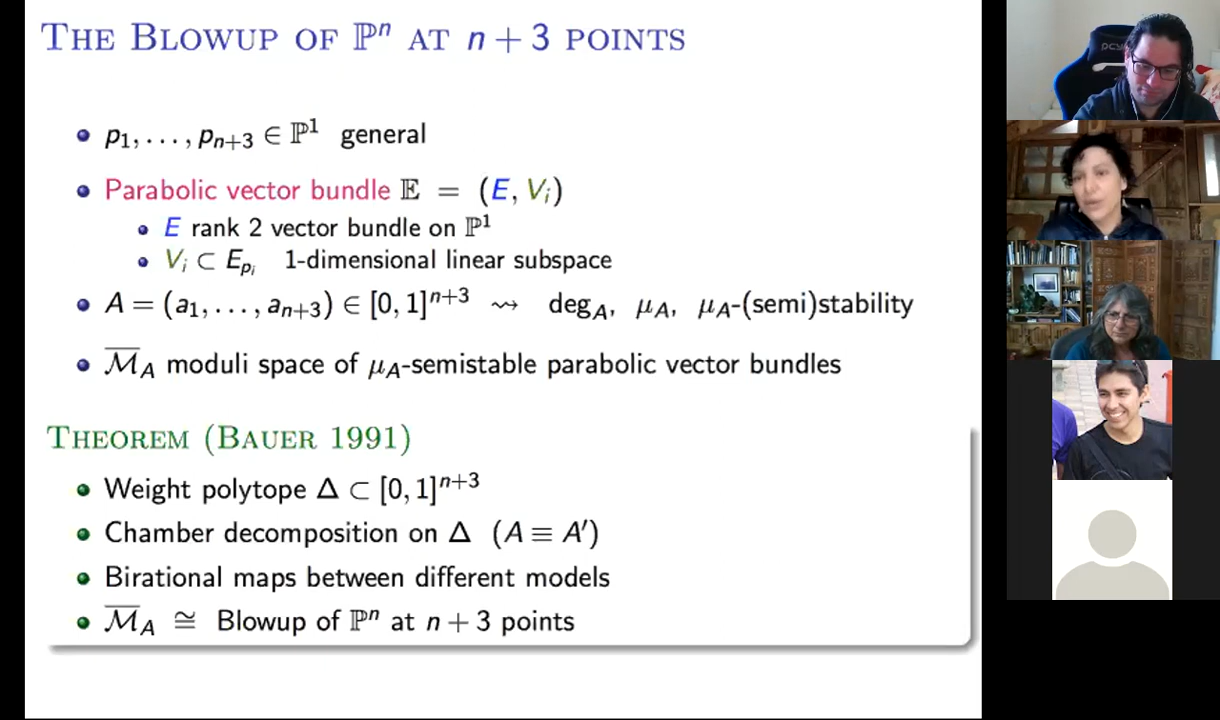 THE BLOWUP OF ℙⁿ AT n + 3 POINTS
p₁, . . . , pₙ₊₃ ∈ ℙ¹ general
Parabolic vector bundle 𝔼 = (E, Vᵢ)
E rank 2 vector bundle on ℙ¹
Vᵢ ⊂ E_{pᵢ} 1-dimensional linear subspace
A = (a₁, . . . , aₙ₊₃) ∈ [0, 1]ⁿ⁺³ ⇝ deg_A, μ_A, μ_A-(semi)stability
\overline{ℳ}_A moduli space of μ_A-semistable parabolic vector bundles
THEOREM (BAUER 1991)
Weight polytope Δ ⊂ [0, 1]ⁿ⁺³
Chamber decomposition on Δ (A ≡ A′)
Birational maps between different models
\overline{ℳ}_A ≅ Blowup of ℙⁿ at n + 3 points